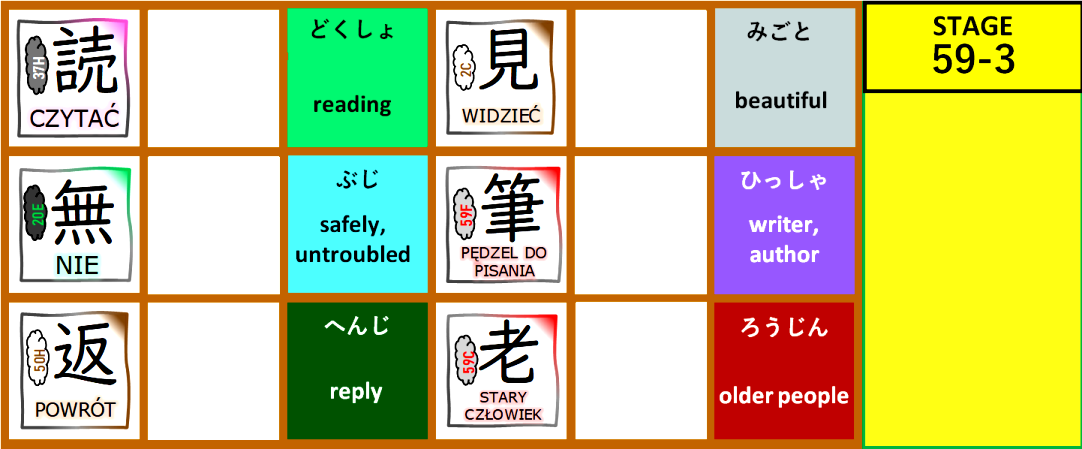 37H
読
CZYTAĆ
どくしょ
reading
2C
見
WIDZIEĆ
みごと
beautiful
STAGE
59-3
20E
無
NIE
ぶじ
safely,
untroubled
59F
筆
PĘDZEL DO
PISANIA
ひっしゃ
writer,
author
50H
返
POWRÓT
へんじ
reply
59C
老
STARY
CZŁOWIEK
ろうじん
older people